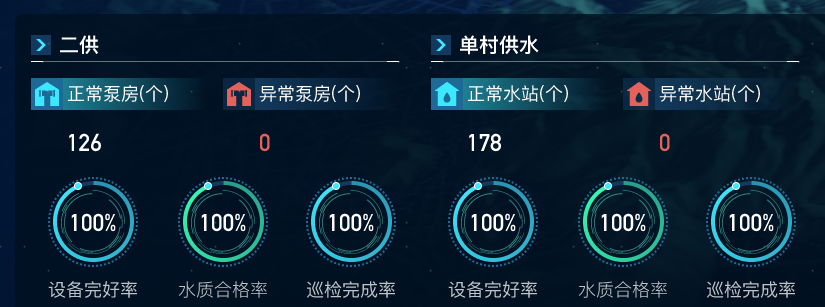 二供
正常泵房(个)
异常泵房(个)
126
0
100%
100%
100%
设备完好率
水质合格率
巡检完成率
单村供水
正常水站(个)
异常水站(个)
178
0
100%
100%
100%
设备完好率
水质合格率
巡检完成率